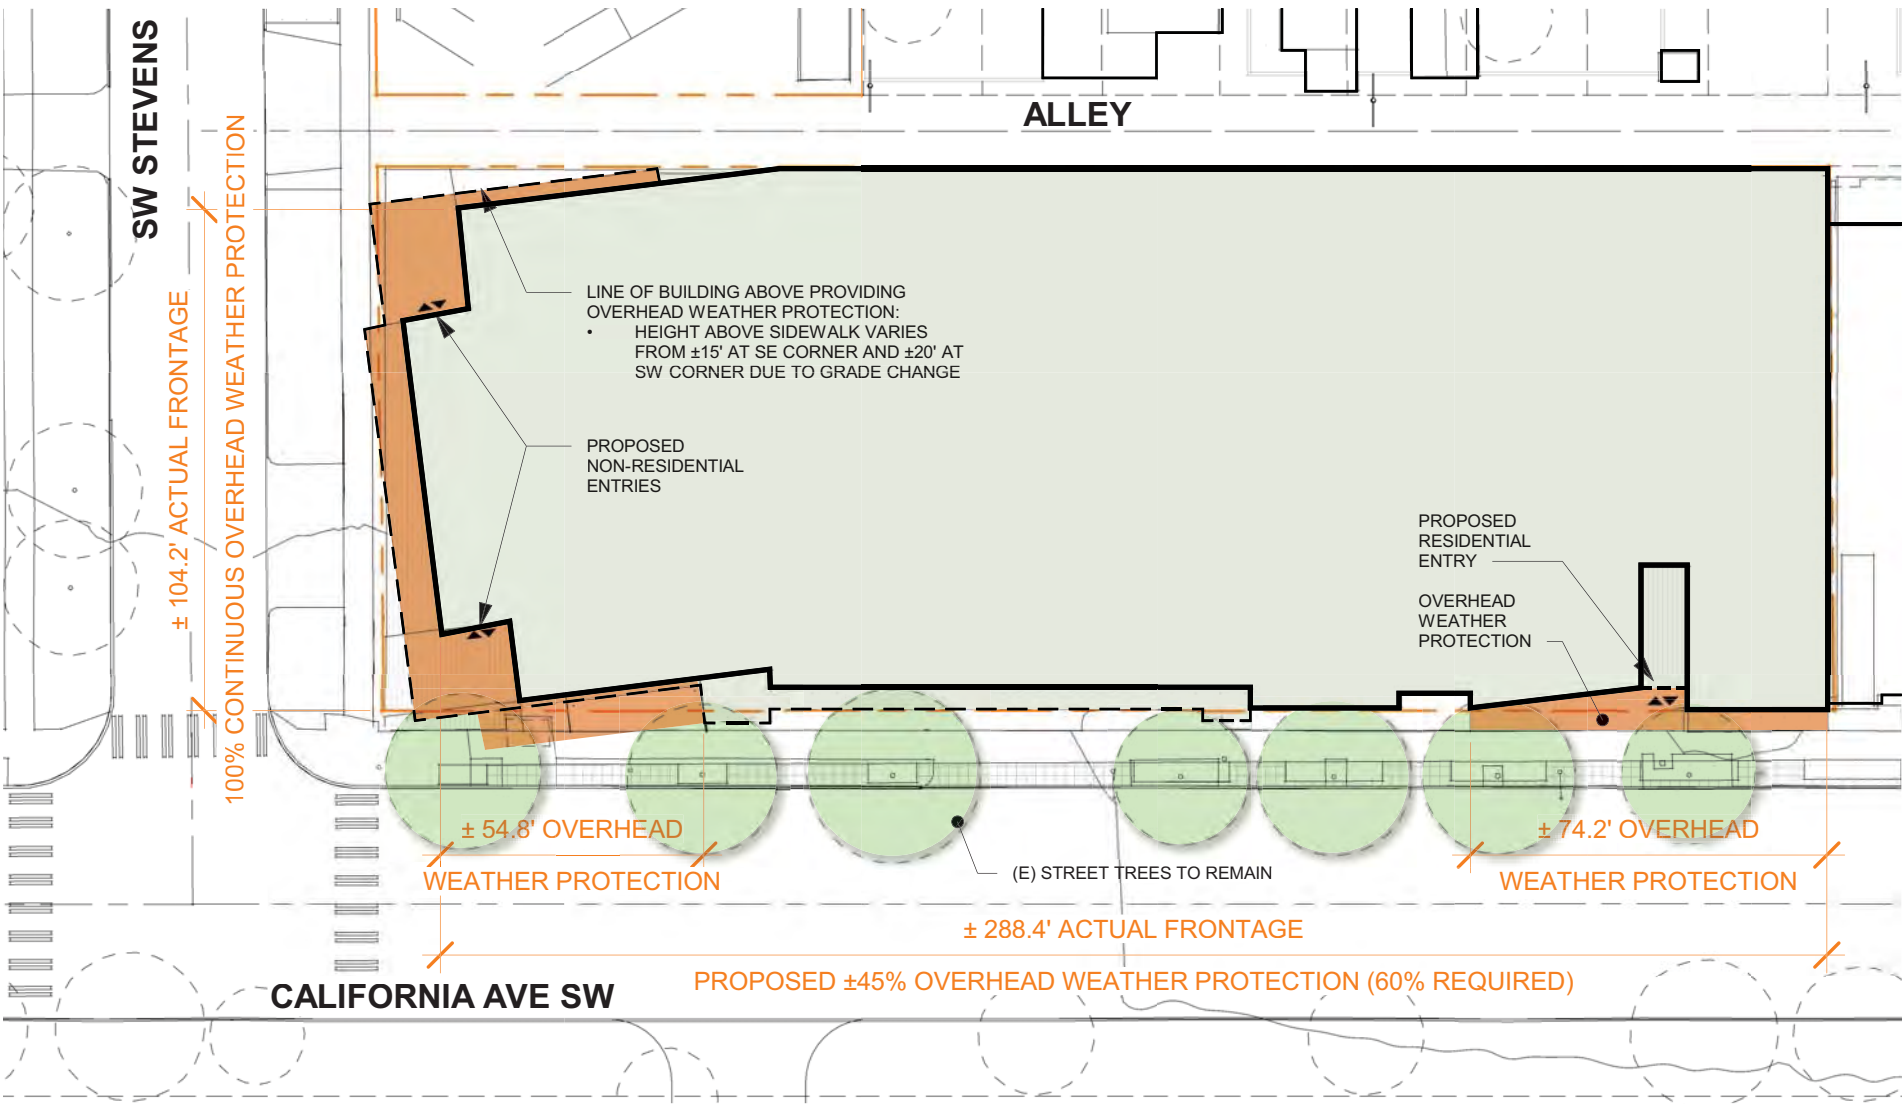 SW STEVENS
ALLEY
± 104.2' ACTUAL FRONTAGE
100% CONTINUOUS OVERHEAD WEATHER PROTECTION
LINE OF BUILDING ABOVE PROVIDING
OVERHEAD WEATHER PROTECTION:
• HEIGHT ABOVE SIDEWALK VARIES
FROM ±15' AT SE CORNER AND ±20' AT
SW CORNER DUE TO GRADE CHANGE
PROPOSED
NON-RESIDENTIAL
ENTRIES
PROPOSED
RESIDENTIAL
ENTRY
OVERHEAD
WEATHER
PROTECTION
± 54.8' OVERHEAD
WEATHER PROTECTION
(E) STREET TREES TO REMAIN
± 74.2' OVERHEAD
WEATHER PROTECTION
± 288.4' ACTUAL FRONTAGE
PROPOSED ±45% OVERHEAD WEATHER PROTECTION (60% REQUIRED)
CALIFORNIA AVE SW